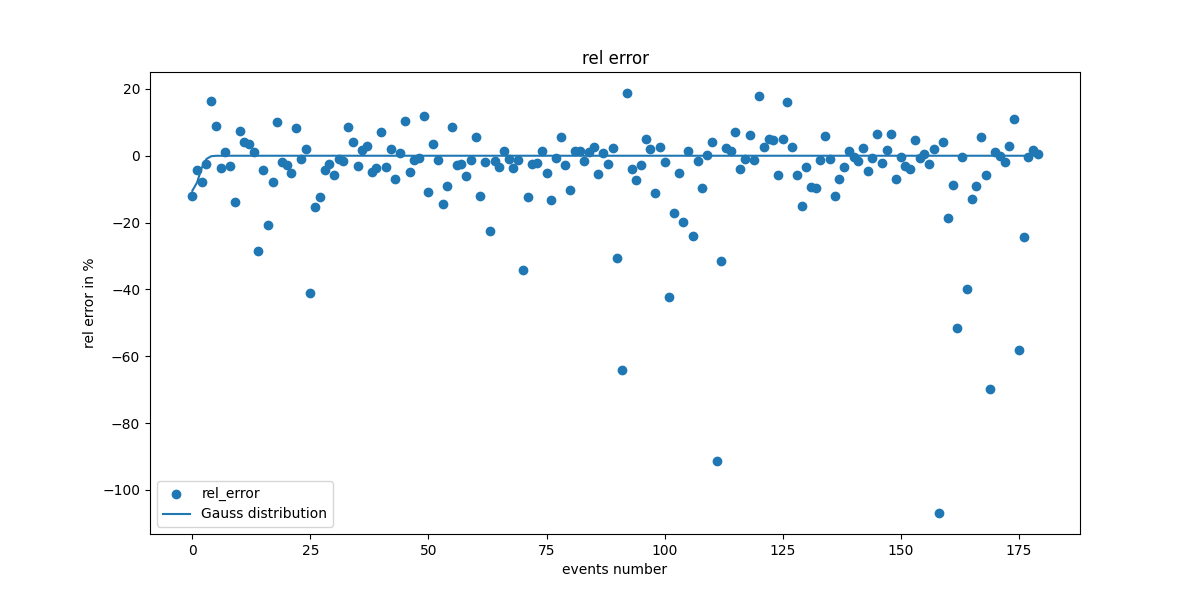 rel error
20
0
−20
−40
−60
−80
−100
rel error in %
rel_error
Gauss distribution
0 25 50 75 100 125 150 175
events number